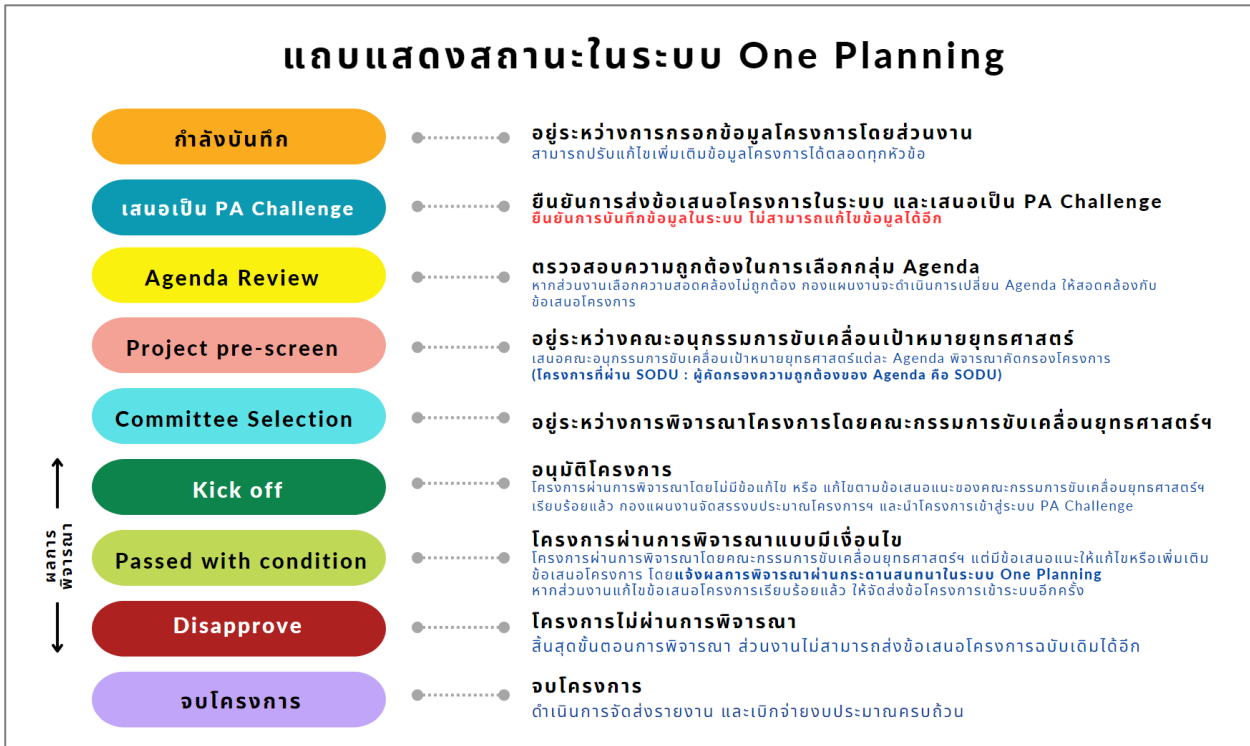 แถบแสดงสถานะในระบบ One Planning
กำลังบันทึก
อยู่ระหว่างการกรอกข้อมูลโครงการโดยส่วนงาน
สามารถปรับแก้ไขเพิ่มเติมข้อมูลโครงการได้ตลอดทุกหัวข้อ
เสนอเป็น PA Challenge
ยืนยันการส่งข้อเสนอโครงการในระบบ และเสนอเป็น PA Challenge
ยืนยันการบันทึกข้อมูลในระบบ ไม่สามารถแก้ไขข้อมูลได้อีก
Agenda Review
ตรวจสอบความถูกต้องในการเลือกกลุ่ม Agenda
หากส่วนงานเลือกความสอดคล้องไม่ถูกต้อง กองแผนงานจะดำเนินการเปลี่ยน Agenda ให้สอดคล้องกับ
ข้อเสนอโครงการ
Project pre-screen
อยู่ระหว่างคณะอนุกรรมการขับเคลื่อนเป้าหมายยุทธศาสตร์
เสนอคณะอนุกรรมการขับเคลื่อนเป้าหมายยุทธศาสตร์แต่ละ Agenda พิจารณาคัดกรองโครงการ
(โครงการที่ผ่าน SODU : ผู้คัดกรองความถูกต้องของ Agenda คือ SODU)
Committee Selection
อยู่ระหว่างการพิจารณาโครงการโดยคณะกรรมการขับเคลื่อนยุทธศาสตร์ฯ
ผลการ
พิจารณา
Kick off
อนุมัติโครงการ
โครงการผ่านการพิจารณาโดยไม่มีข้อแก้ไข หรือ แก้ไขตามข้อเสนอแนะของคณะกรรมการขับเคลื่อนยุทธศาสตร์ฯ
เรียบร้อยแล้ว กองแผนงานจัดสรรงบประมาณโครงการฯ และนำโครงการเข้าสู่ระบบ PA Challenge
Passed with condition
โครงการผ่านการพิจารณาแบบมีเงื่อนไข
โครงการผ่านการพิจารณาโดยคณะกรรมการขับเคลื่อนยุทธศาสตร์ฯ แต่มีข้อเสนอแนะให้แก้ไขหรือเพิ่มเติม
ข้อเสนอโครงการ โดยแจ้งผลการพิจารณาผ่านกระดานสนทนาในระบบ One Planning
หากส่วนงานแก้ไขข้อเสนอโครงการเรียบร้อยแล้ว ให้จัดส่งข้อโครงการเข้าระบบอีกครั้ง
Disapprove
โครงการไม่ผ่านการพิจารณา
สิ้นสุดขั้นตอนการพิจารณา ส่วนงานไม่สามารถส่งข้อเสนอโครงการฉบับเดิมได้อีก
จบโครงการ
จบโครงการ
ดำเนินการจัดส่งรายงาน และเบิกจ่ายงบประมาณครบถ้วน